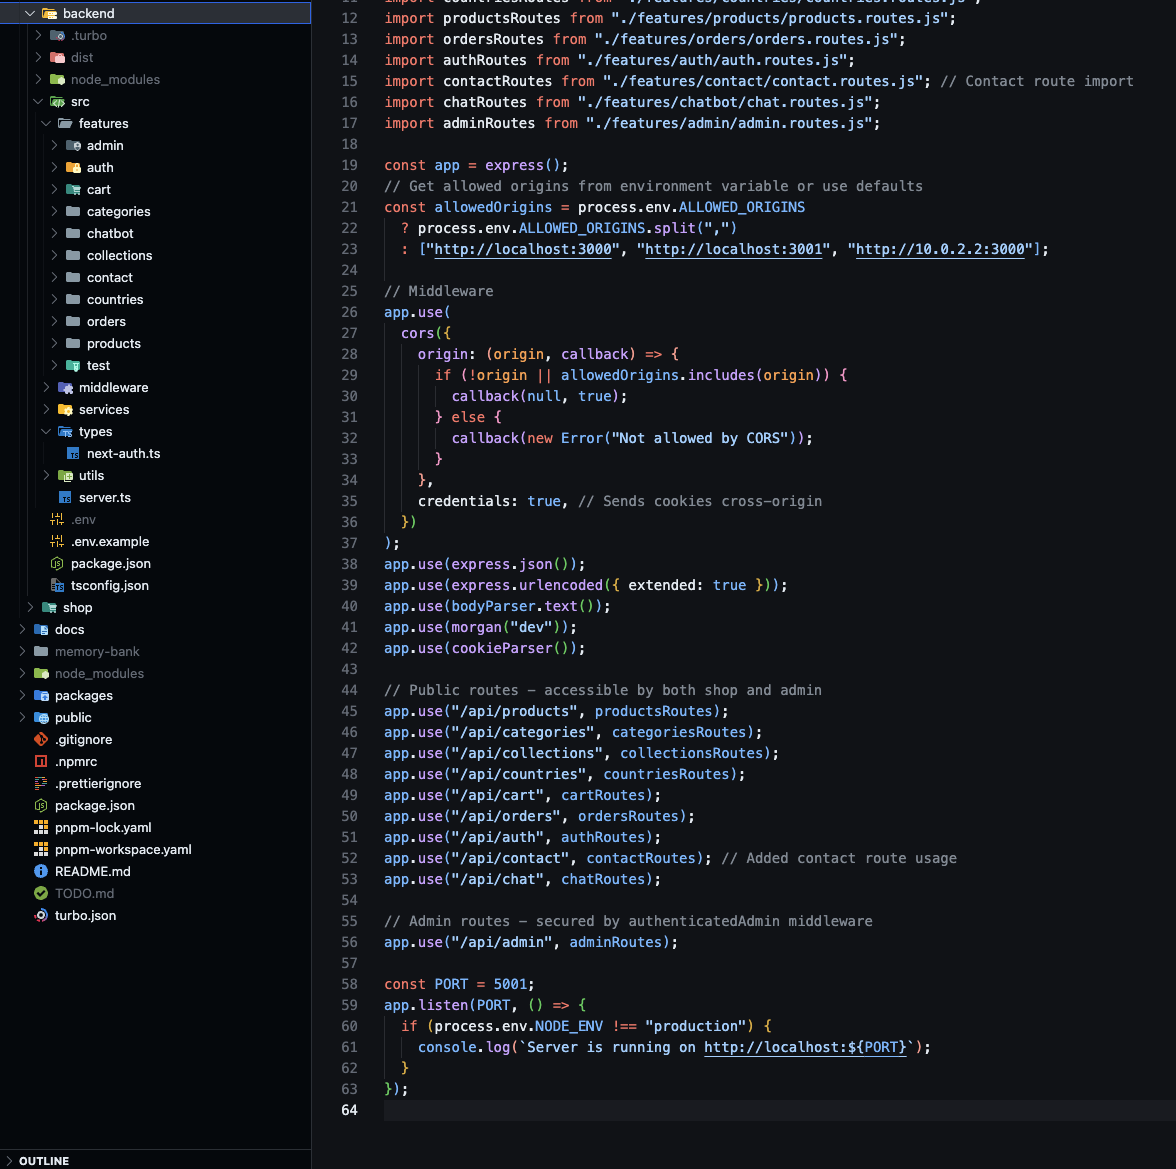 backend
.turbo
dist
node_modules
src
features
admin
auth
cart
categories
chatbot
collections
contact
countries
orders
products
test
middleware
services
types
next-auth.ts
utils
server.ts
.env
.env.example
package.json
tsconfig.json
shop
docs
memory-bank
node_modules
packages
public
.gitignore
.npmrc
.prettierignore
package.json
pnpm-lock.yaml
pnpm-workspace.yaml
README.md
TODO.md
turbo.json
OUTLINE
12 import productsRoutes from "./features/products/products.routes.js";
13 import ordersRoutes from "./features/orders/orders.routes.js";
14 import authRoutes from "./features/auth/auth.routes.js";
15 import contactRoutes from "./features/contact/contact.routes.js"; // Contact route import
16 import chatRoutes from "./features/chatbot/chat.routes.js";
17 import adminRoutes from "./features/admin/admin.routes.js";
18
19 const app = express();
20 // Get allowed origins from environment variable or use defaults
21 const allowedOrigins = process.env.ALLOWED_ORIGINS
22   ? process.env.ALLOWED_ORIGINS.split(",")
23   : ["http://localhost:3000", "http://localhost:3001", "http://10.0.2.2:3000"];
24
25 // Middleware
26 app.use(
27   cors({
28     origin: (origin, callback) => {
29       if (!origin || allowedOrigins.includes(origin)) {
30         callback(null, true);
31       } else {
32         callback(new Error("Not allowed by CORS"));
33       }
34     },
35     credentials: true, // Sends cookies cross-origin
36   })
37 );
38 app.use(express.json());
39 app.use(express.urlencoded({ extended: true }));
40 app.use(bodyParser.text());
41 app.use(morgan("dev"));
42 app.use(cookieParser());
43
44 // Public routes – accessible by both shop and admin
45 app.use("/api/products", productsRoutes);
46 app.use("/api/categories", categoriesRoutes);
47 app.use("/api/collections", collectionsRoutes);
48 app.use("/api/countries", countriesRoutes);
49 app.use("/api/cart", cartRoutes);
50 app.use("/api/orders", ordersRoutes);
51 app.use("/api/auth", authRoutes);
52 app.use("/api/contact", contactRoutes); // Added contact route usage
53 app.use("/api/chat", chatRoutes);
54
55 // Admin routes – secured by authenticatedAdmin middleware
56 app.use("/api/admin", adminRoutes);
57
58 const PORT = 5001;
59 app.listen(PORT, () => {
60   if (process.env.NODE_ENV !== "production") {
61     console.log(`Server is running on http://localhost:${PORT}`);
62   }
63 });
64